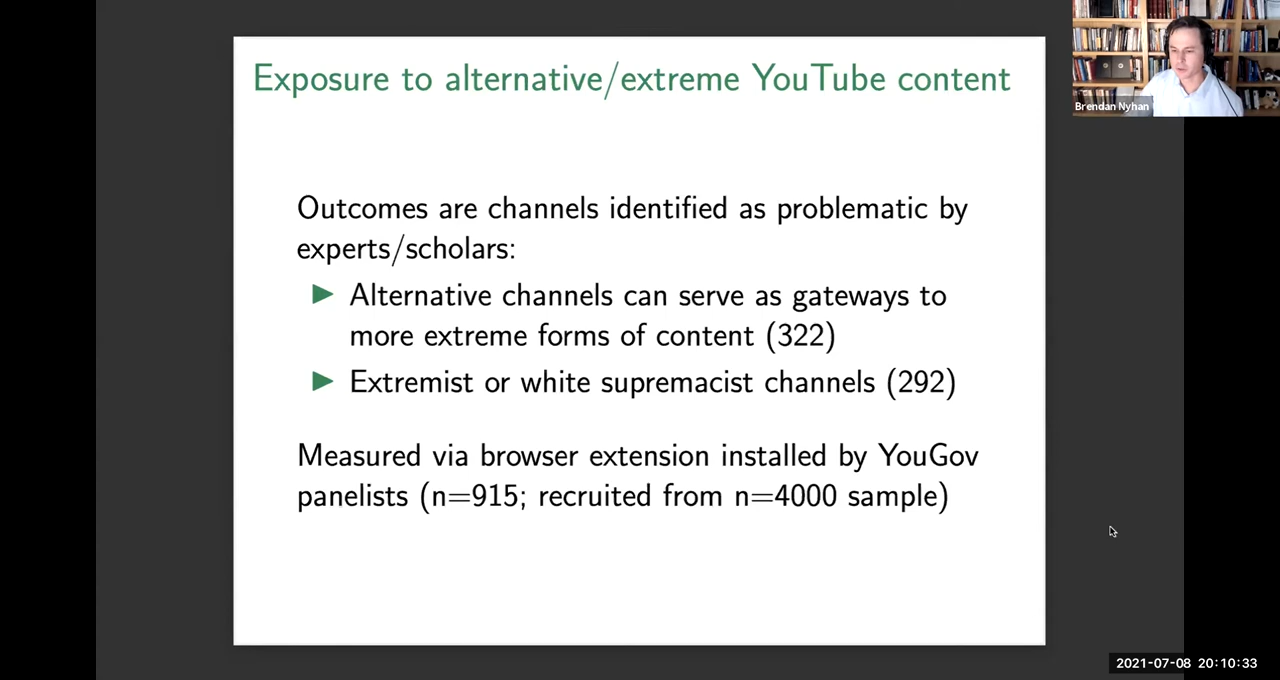 Exposure to alternative/extreme YouTube content
Brendan Nyhan
Outcomes are channels identified as problematic by
experts/scholars:
▶ Alternative channels can serve as gateways to
more extreme forms of content (322)
▶ Extremist or white supremacist channels (292)
Measured via browser extension installed by YouGov
panelists (n=915; recruited from n=4000 sample)
2021-07-08 20:10:33